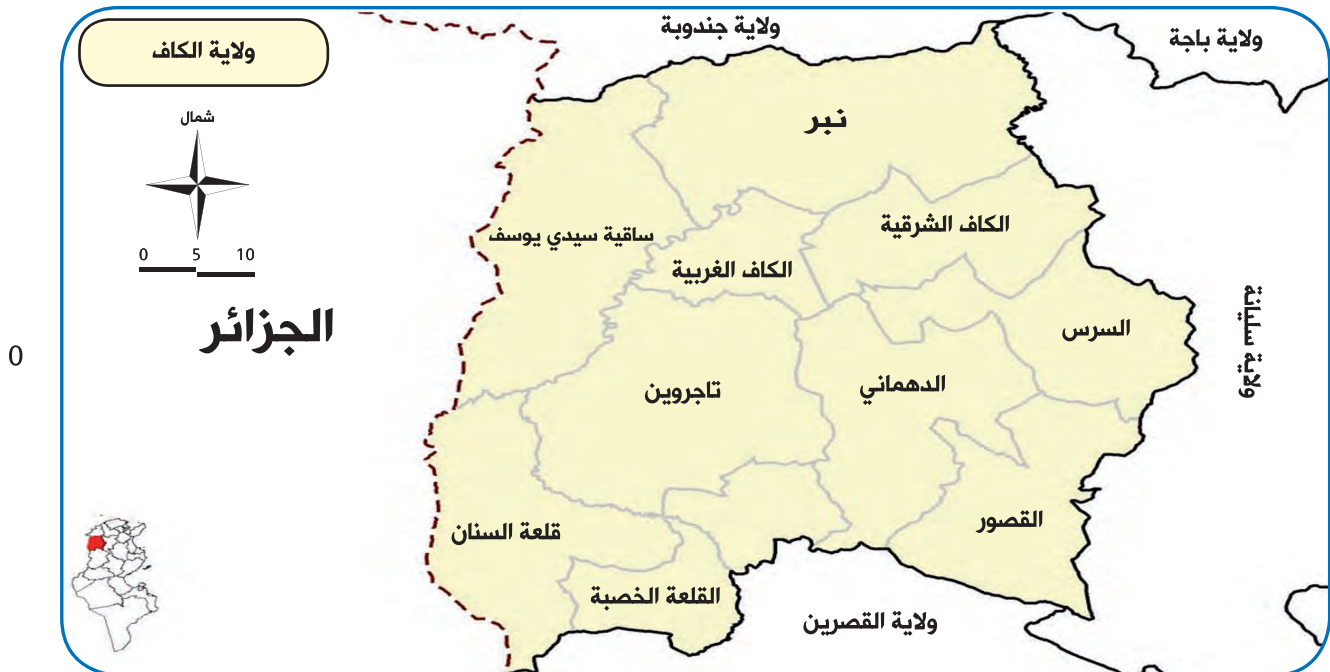 ولاية جندوبة
ولاية باجة
ولاية الكاف
شمال
نبر
الكاف الشرقية
ساقية سيدي يوسف
الكاف الغربية
0 5 10
الجزائر
السرس
ولاية سليانة
0
الدهماني
تاجروين
القصور
قلعة السنان
القلعة الخصبة
ولاية القصرين